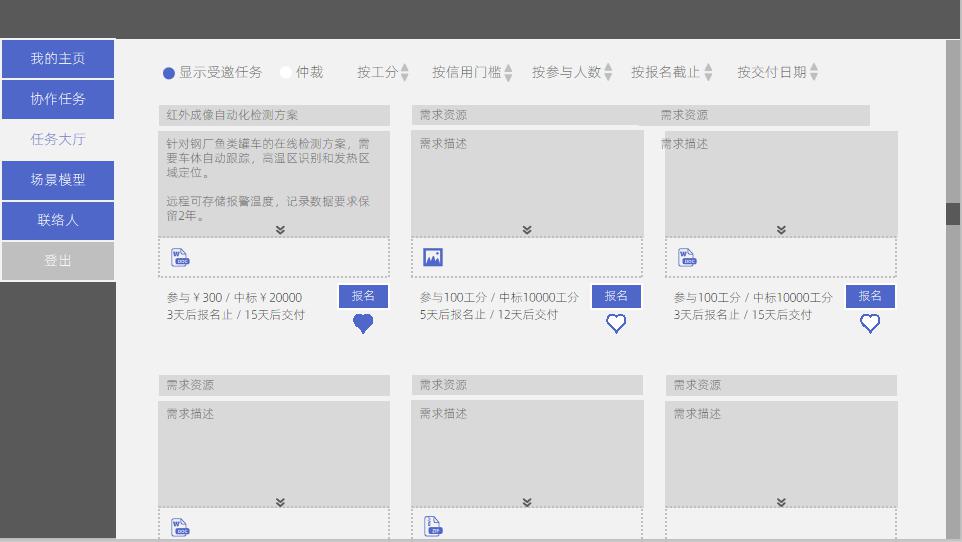 我的主页
协作任务
任务大厅
场景模型
联络人
登出
显示受邀任务 仲裁 按工分 按信用门槛 按参与人数 按报名截止 按交付日期
红外成像自动化检测方案
针对钢厂鱼类罐车的在线检测方案，需
要车体自动跟踪，高温区识别和发热区
域定位。
远程可存储报警温度，记录数据要求保
留2年。
DOC
参与￥300 / 中标￥20000
3天后报名止 / 15天后交付
报名
需求资源
需求描述
参与100工分 / 中标10000工分
5天后报名止 / 12天后交付
报名
需求资源
需求描述
DOC
参与100工分 / 中标10000工分
3天后报名止 / 15天后交付
报名
需求资源
需求描述
DOC
需求资源
需求描述
ZIP
需求资源
需求描述